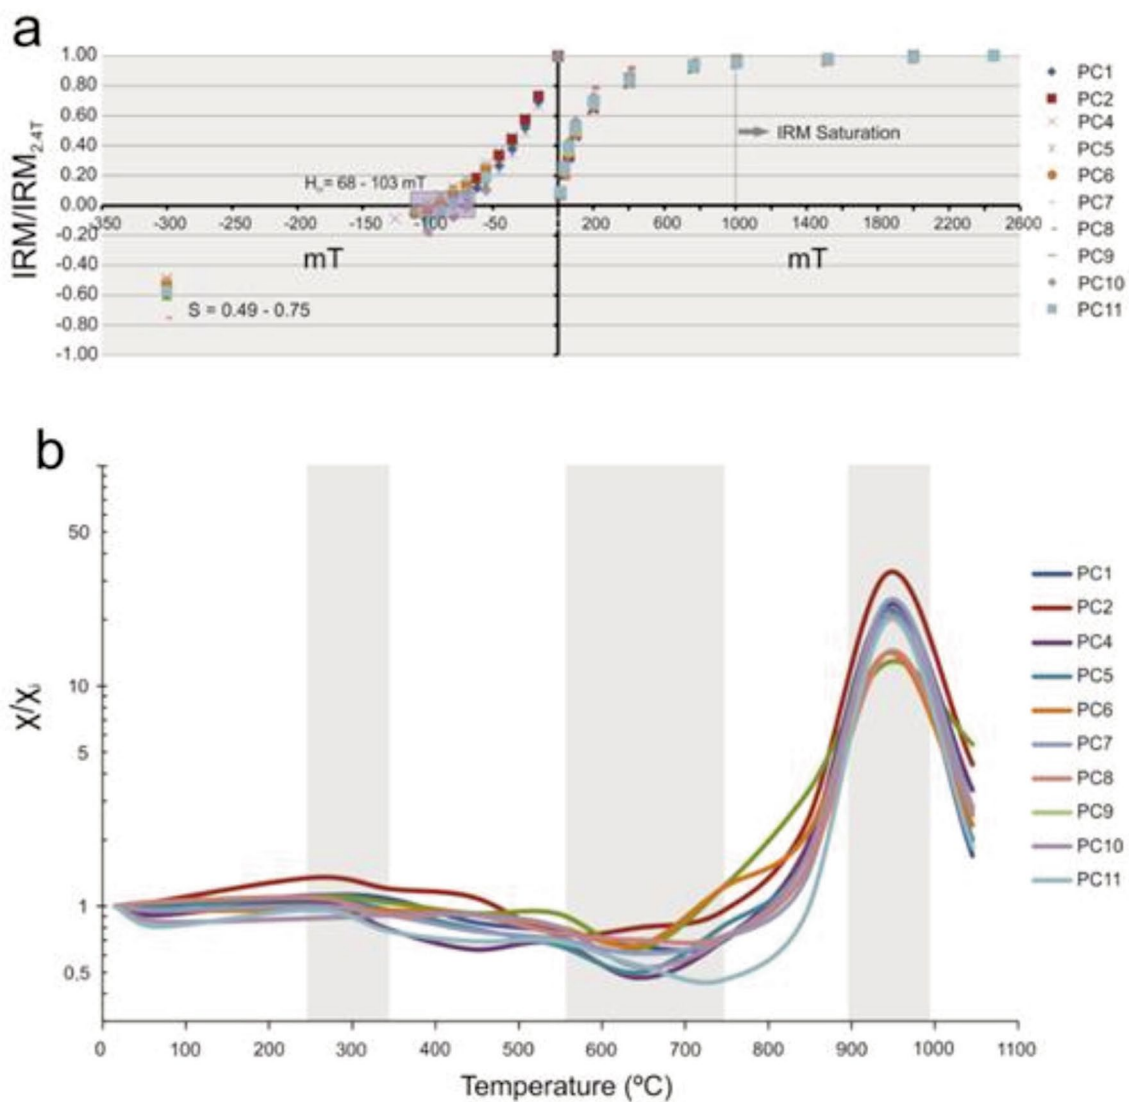 a
1.00
0.80
0.60
0.40
0.20
0.00
-0.20
-0.40
-0.60
-0.80
-1.00
IRM/IRM2.4T
-350 -300 -250 -200 -150 -100 -50 200 600 1000 1400 1800 2200 2600
= 68 - 103 mT
IRM Saturation
mT
mT
S = 0.49 - 0.75
PC1
PC2
PC4
PC5
PC6
PC7
PC8
PC9
PC10
PC11
b
50
10
5
1
0.5
χ/χi
0 100 200 300 400 500 600 700 800 900 1000 1100
Temperature (ºC)
PC1
PC2
PC4
PC5
PC6
PC7
PC8
PC9
PC10
PC11